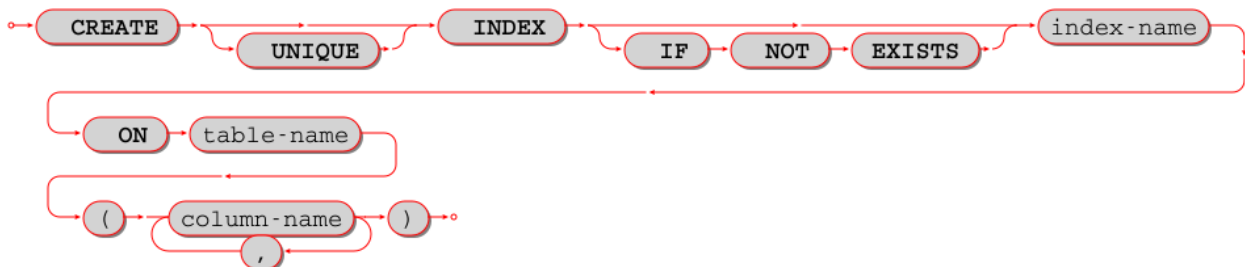 CREATE UNIQUE INDEX IF NOT EXISTS index-name
ON table-name
( column-name , )